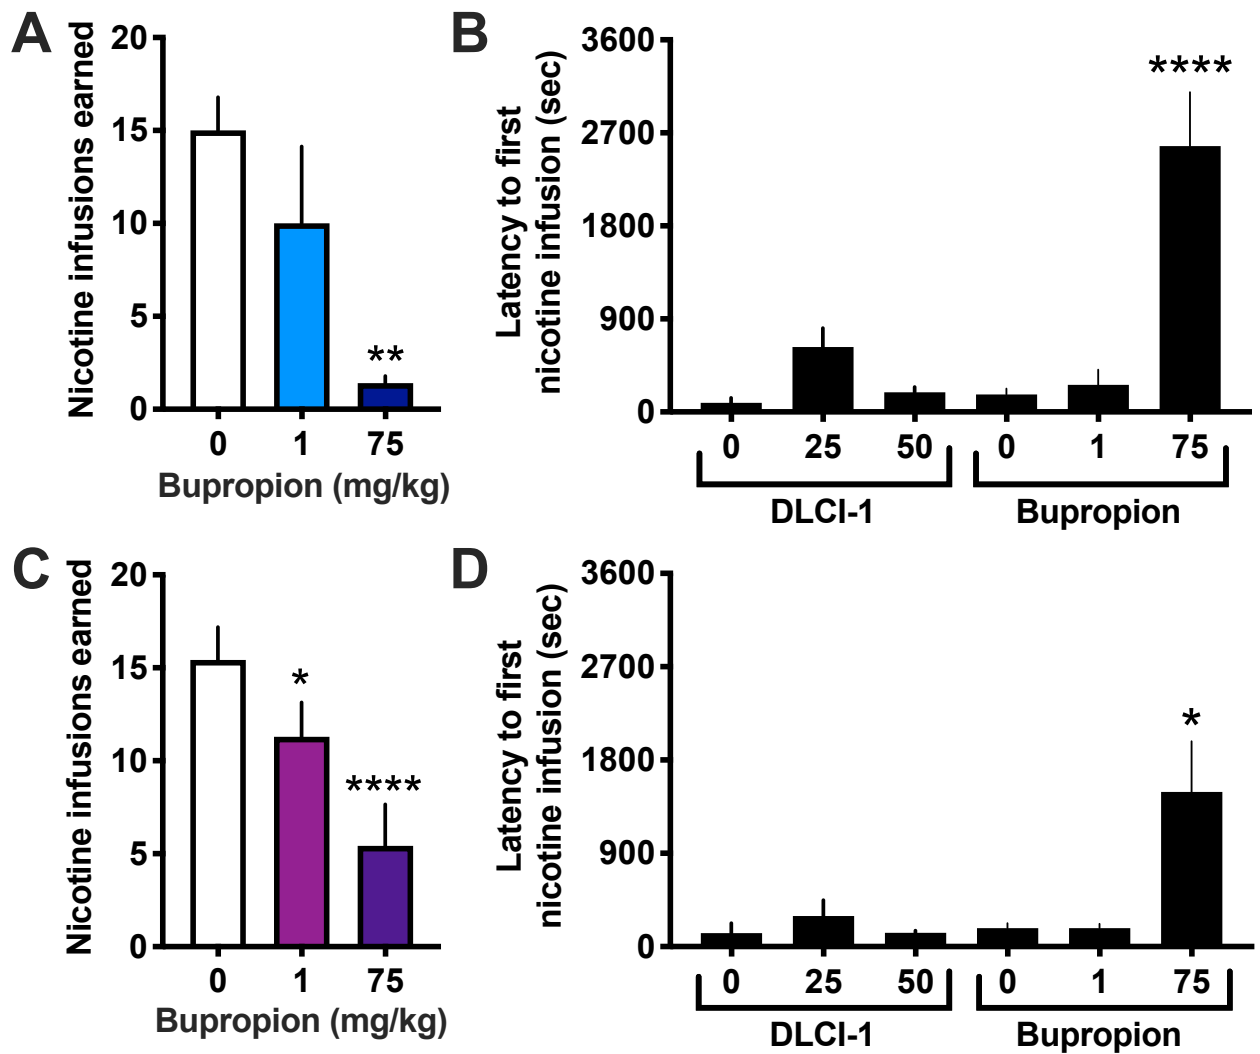 A
Nicotine infusions earned
20
15
10
5
0
**
0 1 75
Bupropion (mg/kg)
B
Latency to first
nicotine infusion (sec)
3600
2700
1800
900
0
****
0 25 50 0 1 75
DLCI-1 Bupropion
C
Nicotine infusions earned
20
15
10
5
0
*
****
0 1 75
Bupropion (mg/kg)
D
Latency to first
nicotine infusion (sec)
3600
2700
1800
900
0
*
0 25 50 0 1 75
DLCI-1 Bupropion